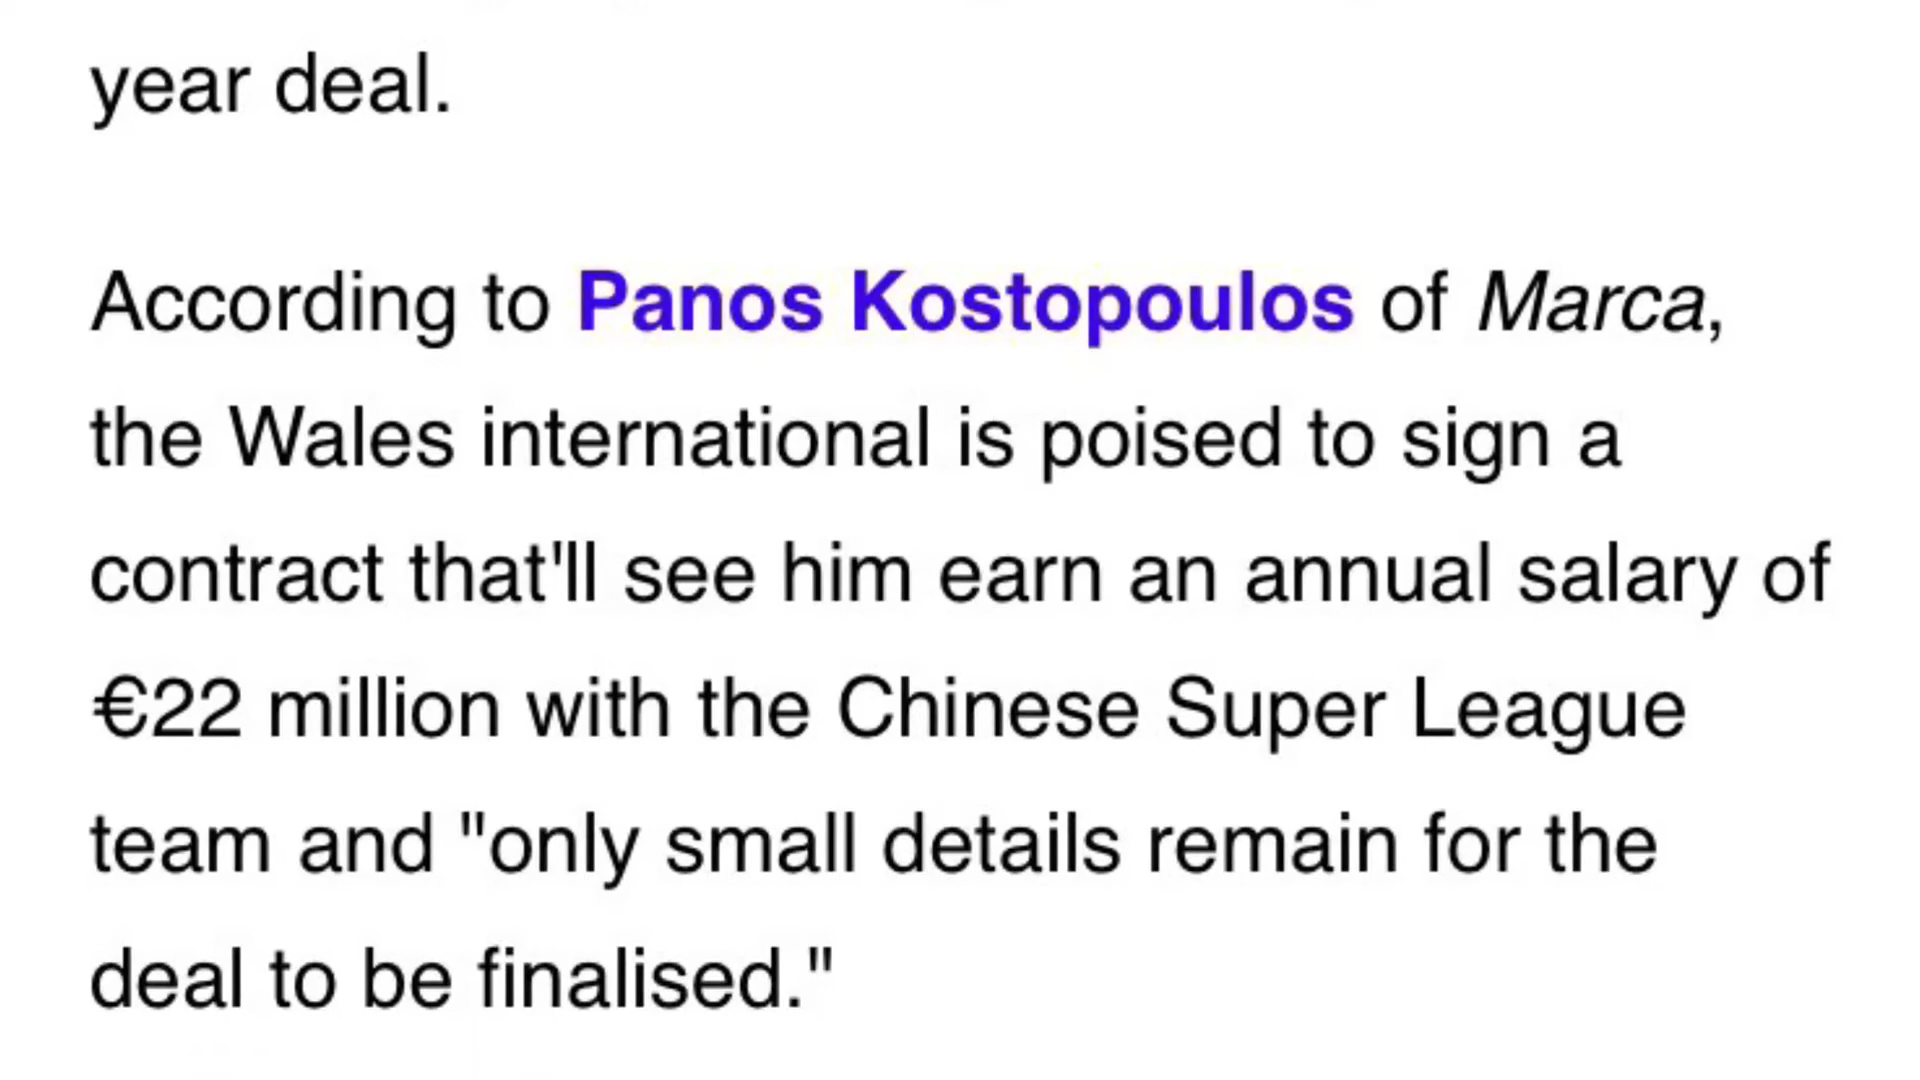 year deal.
According to Panos Kostopoulos of Marca,
the Wales international is poised to sign a
contract that'll see him earn an annual salary of
€22 million with the Chinese Super League
team and "only small details remain for the
deal to be finalised."